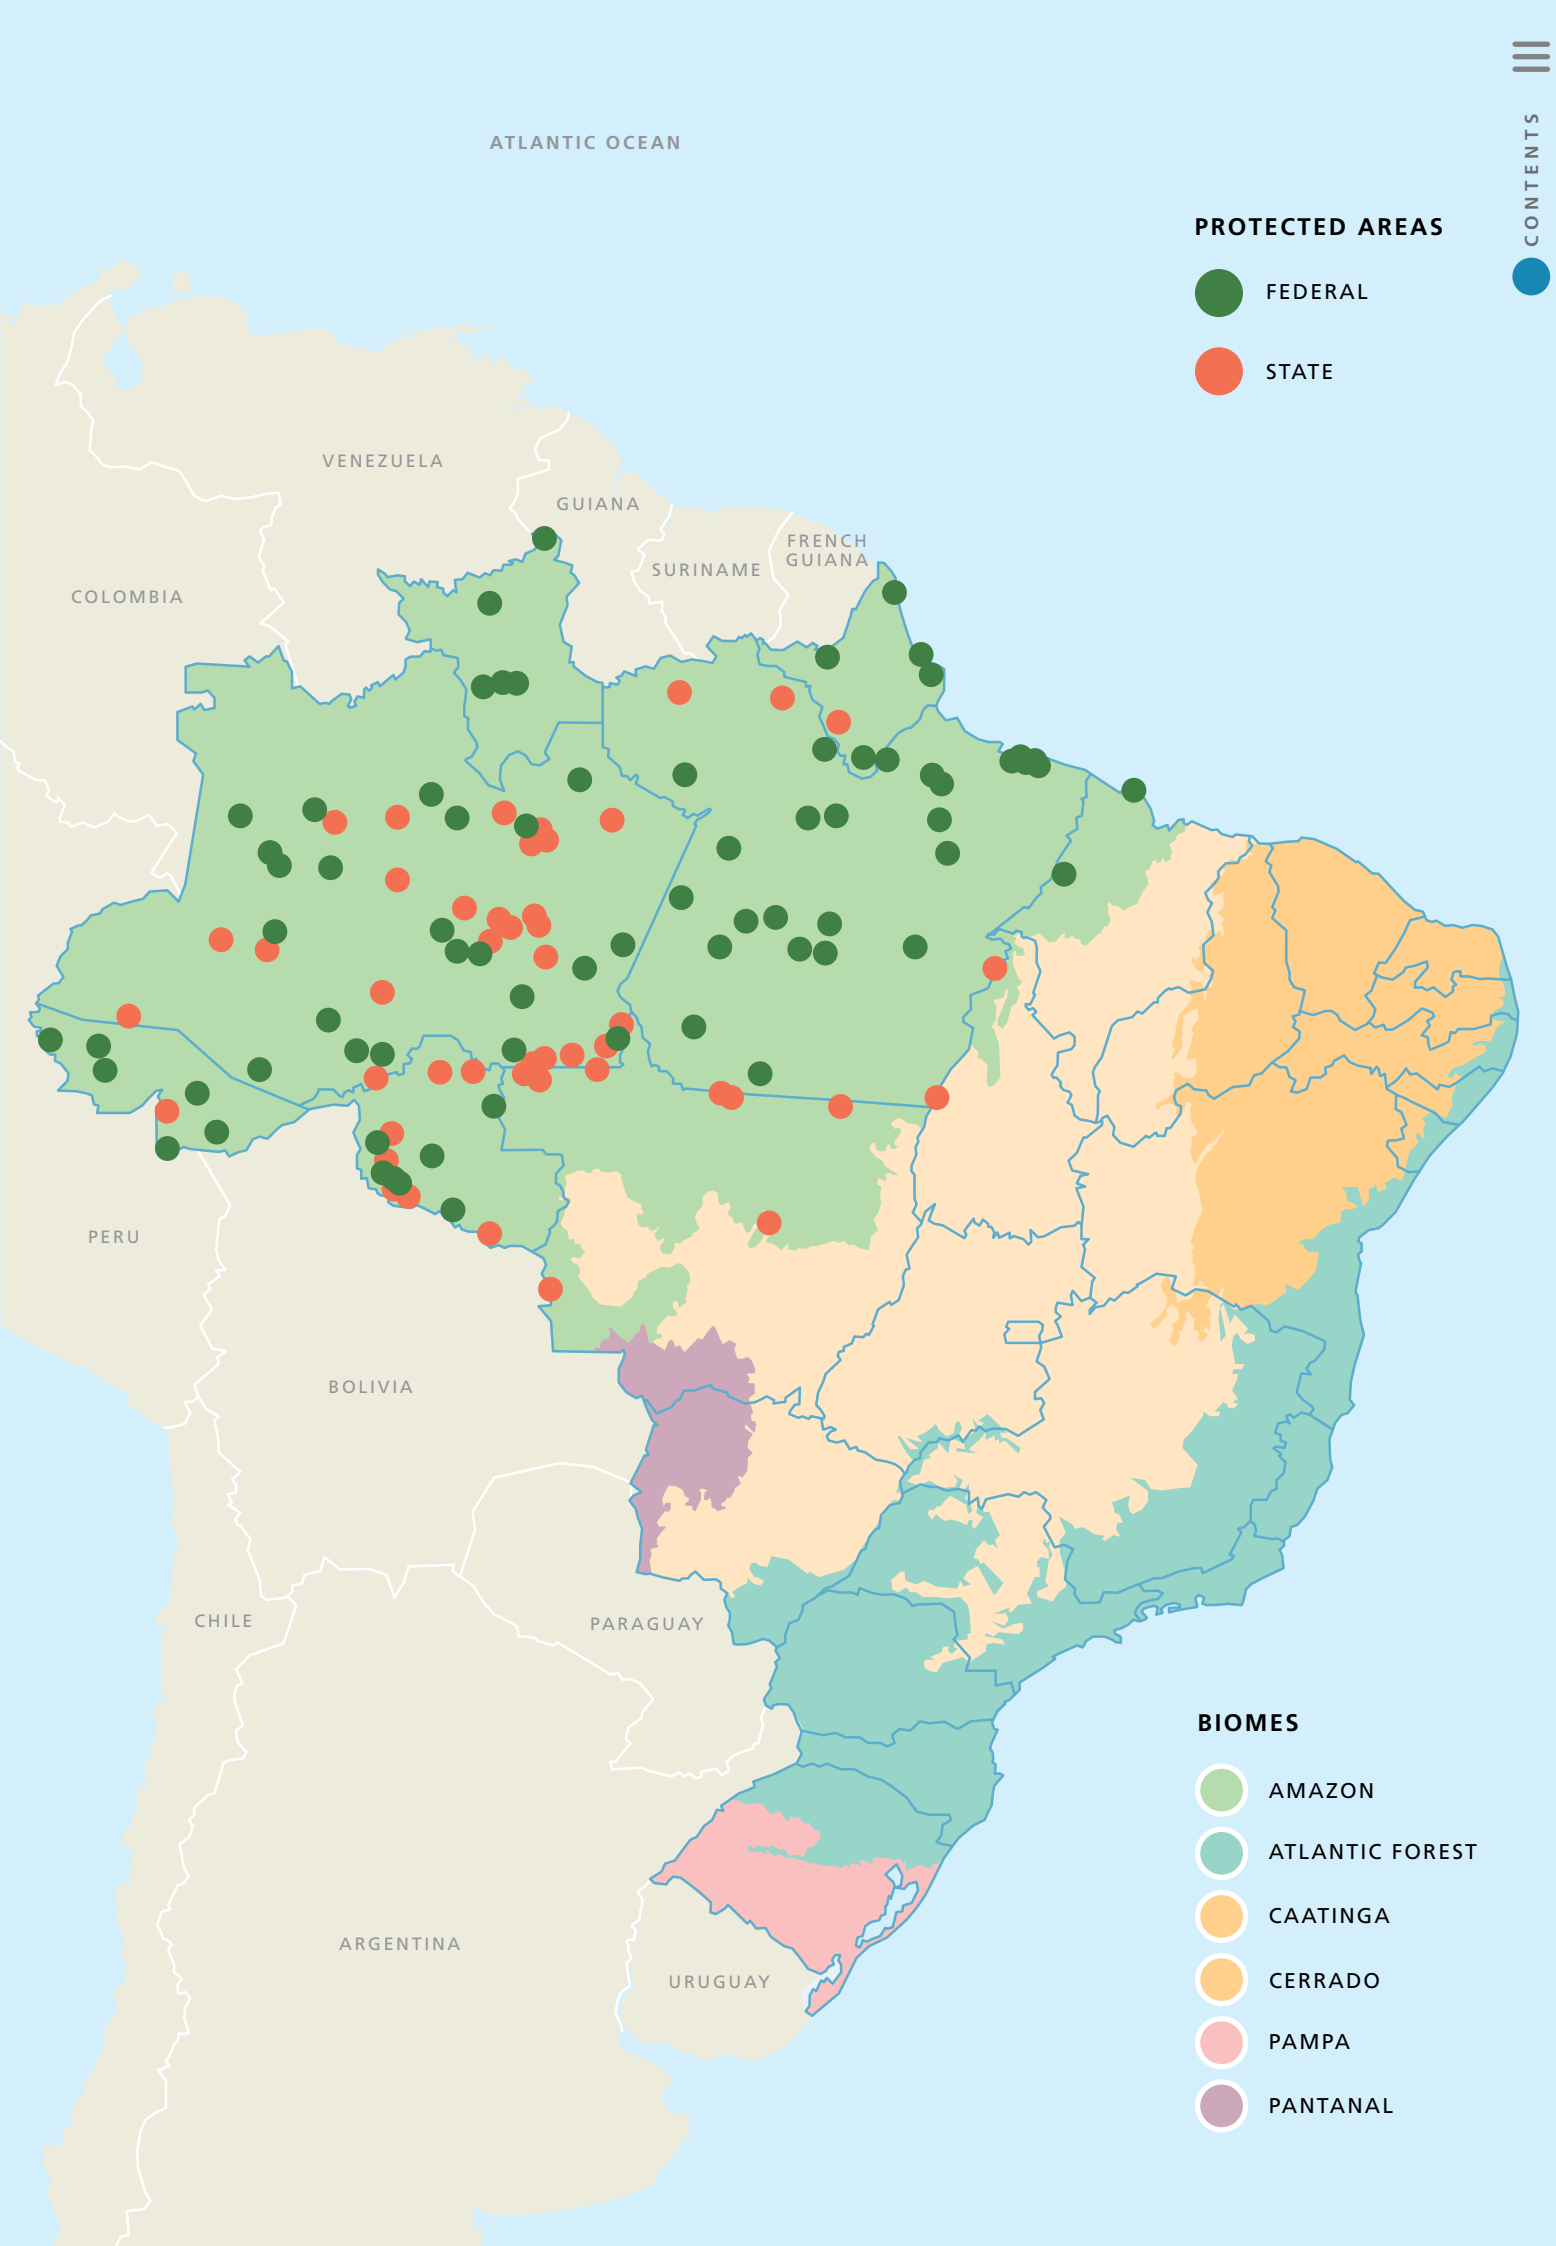 CONTENTS
ATLANTIC OCEAN
PROTECTED AREAS
FEDERAL
STATE
VENEZUELA
GUIANA
FRENCH
GUIANA
SURINAME
COLOMBIA
PERU
BOLIVIA
CHILE
PARAGUAY
BIOMES
AMAZON
ATLANTIC FOREST
CAATINGA
ARGENTINA
URUGUAY
CERRADO
PAMPA
PANTANAL